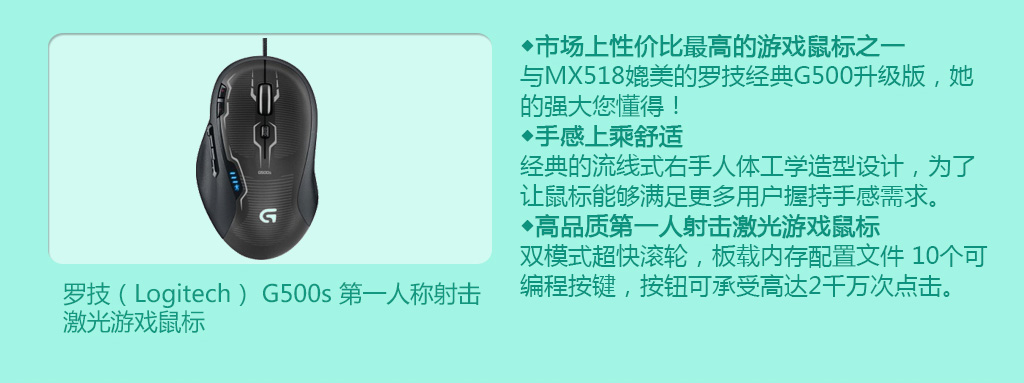 罗技（Logitech） G500s 第一人称射击
激光游戏鼠标
◆市场上性价比最高的游戏鼠标之一
与MX518媲美的罗技经典G500升级版，她
的强大您懂得！
◆手感上乘舒适
经典的流线式右手人体工学造型设计，为了
让鼠标能够满足更多用户握持手感需求。
◆高品质第一人射击激光游戏鼠标
双模式超快滚轮，板载内存配置文件 10个可
编程按键，按钮可承受高达2千万次点击。